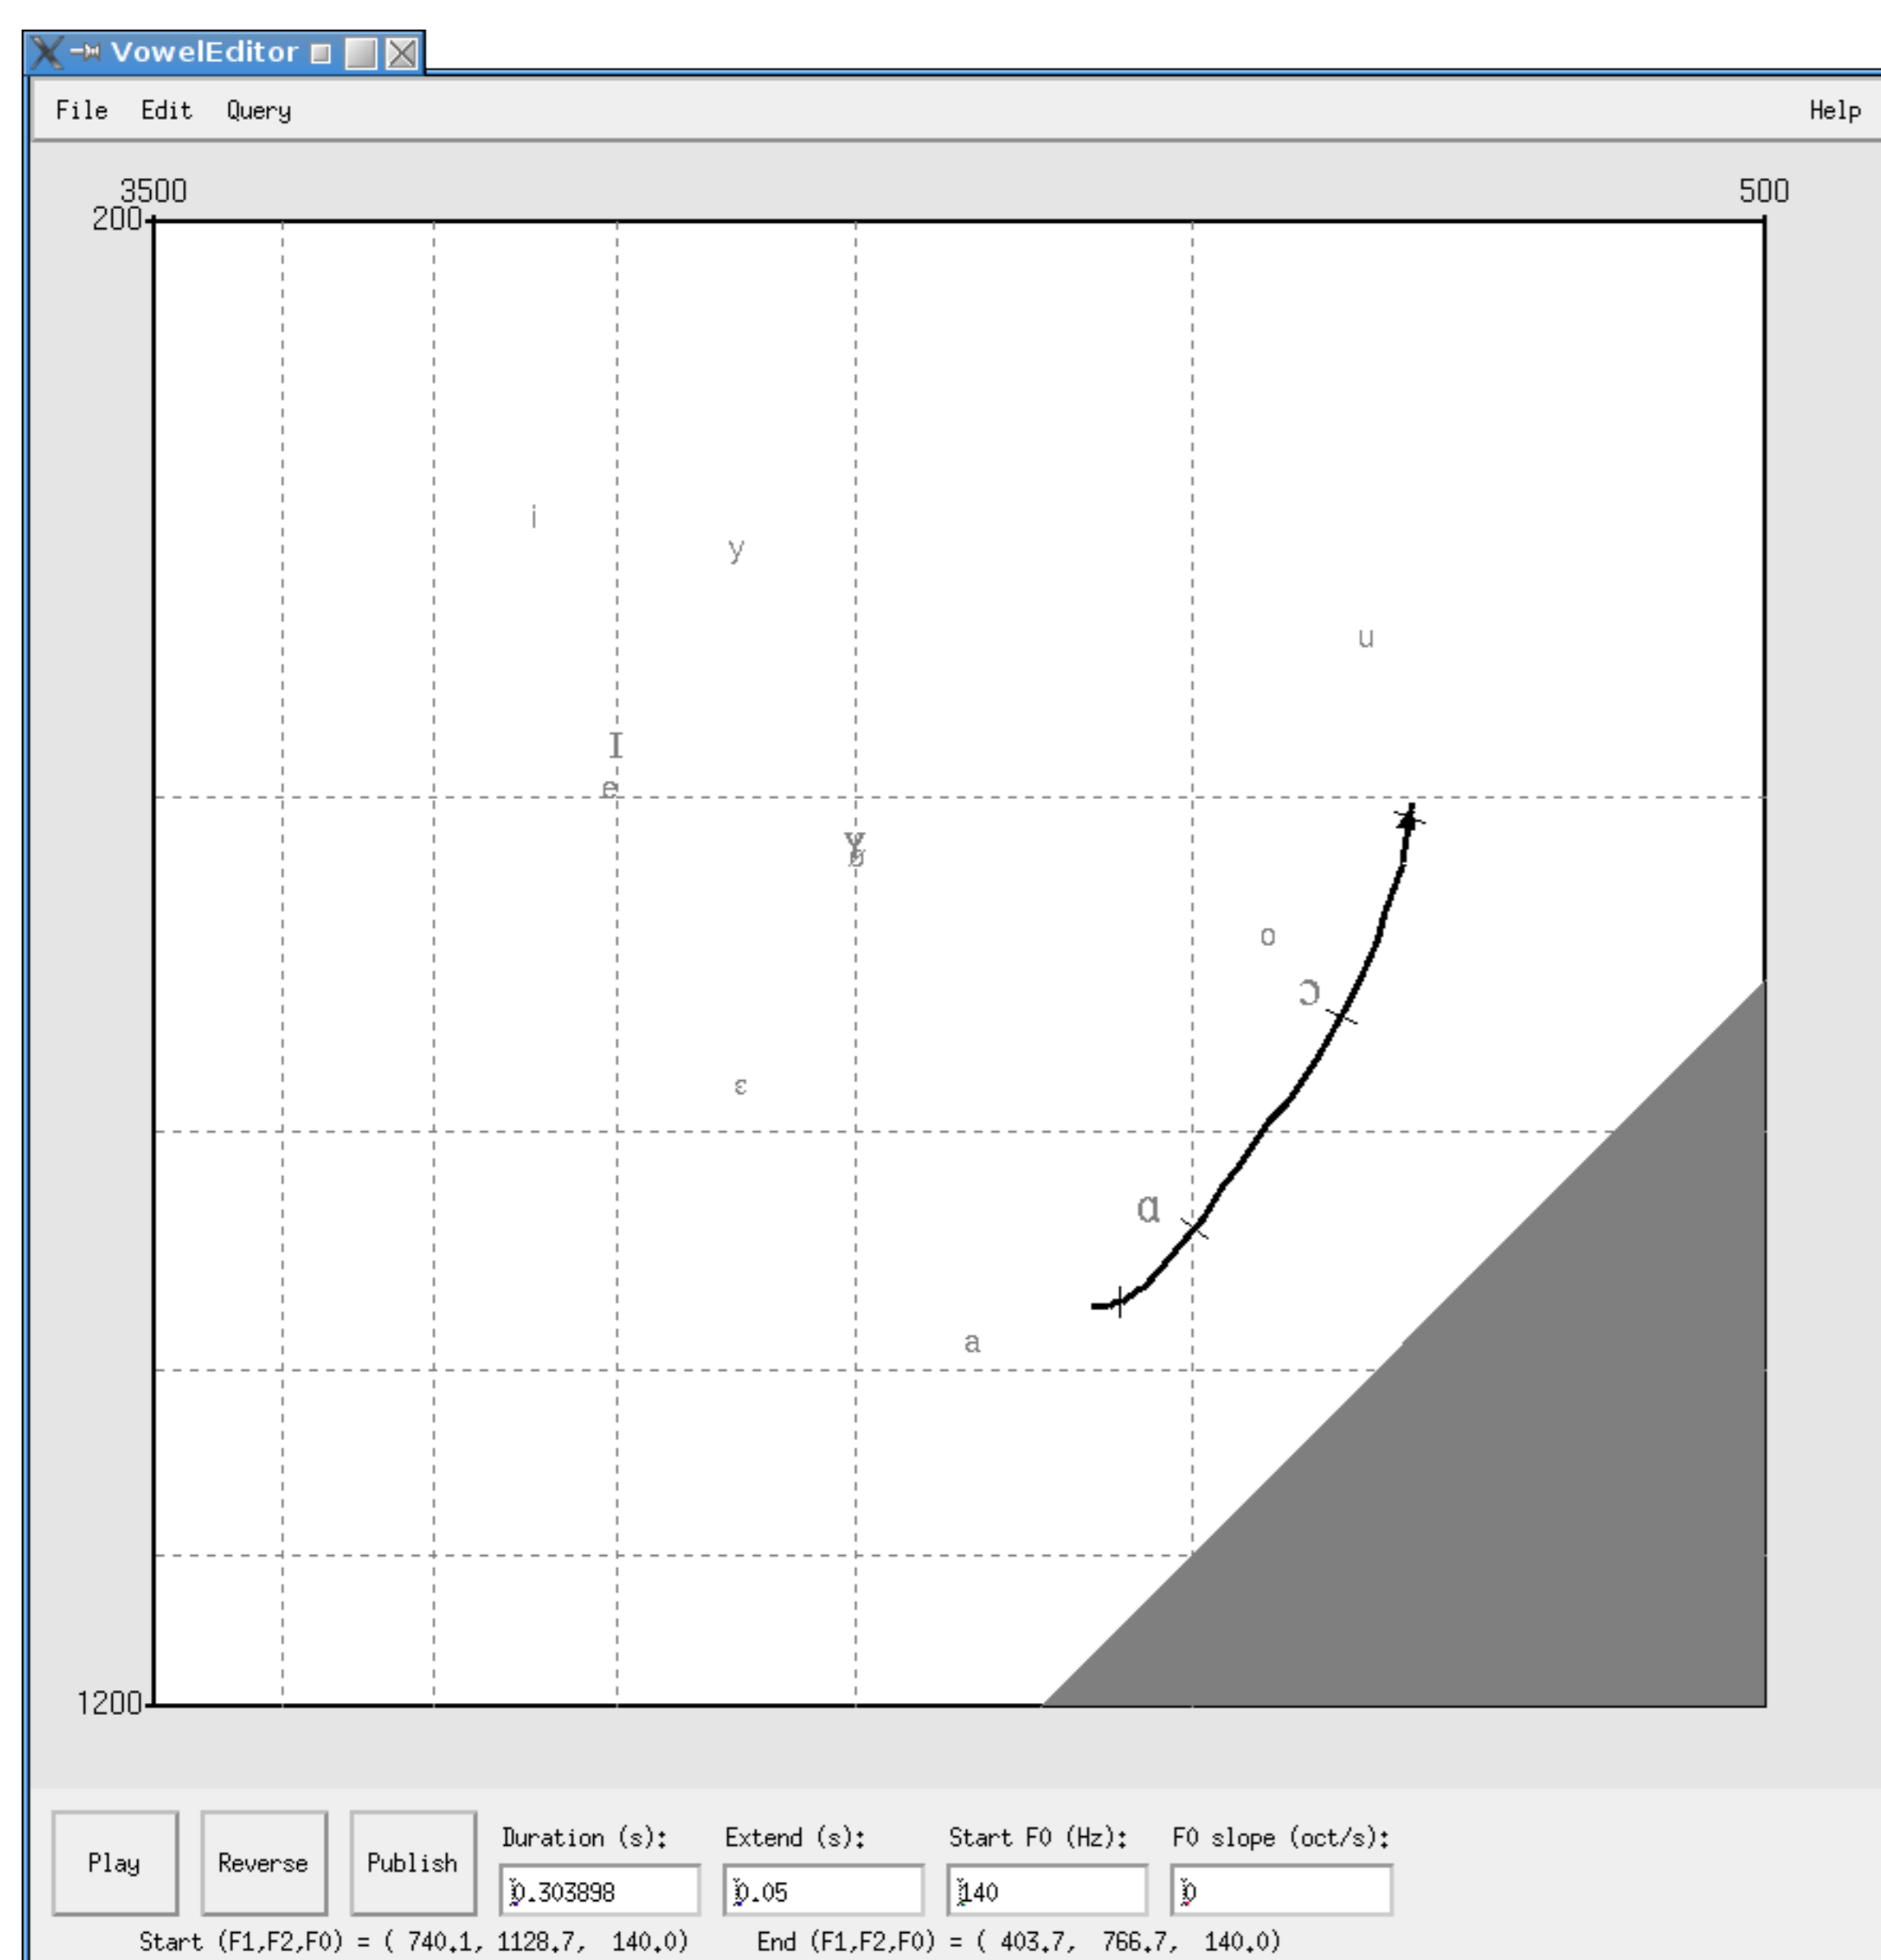 VowelEditor
File Edit Query Help
3500 500
200
i
y
u
I
e
Y
ø
o
ɔ
ε
ɑ
a
1200
Play Reverse Publish
Duration (s): Extend (s): Start F0 (Hz): F0 slope (oct/s):
0.303898 0.05 140 0
Start (F1,F2,F0) = ( 740.1, 1128.7, 140.0) End (F1,F2,F0) = ( 403.7, 766.7, 140.0)